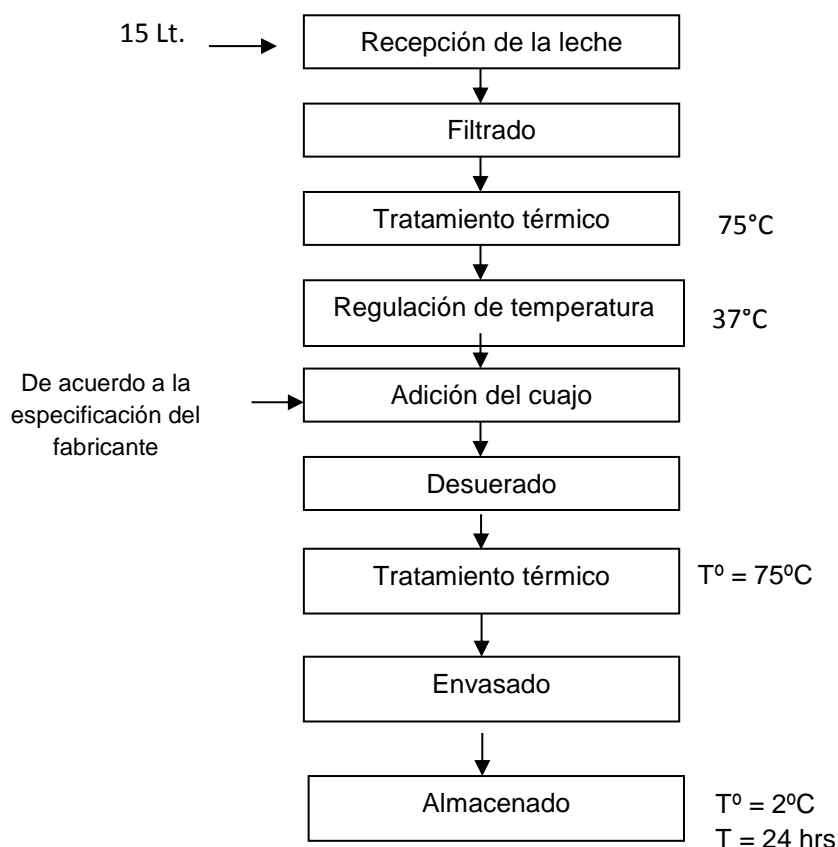 15 Lt.
Recepción de la leche
Filtrado
Tratamiento térmico
75°C
Regulación de temperatura
37°C
De acuerdo a la
especificación del
fabricante
Adición del cuajo
Desuerado
Tratamiento térmico
Tº = 75ºC
Envasado
Almacenado
Tº = 2ºC
T = 24 hrs